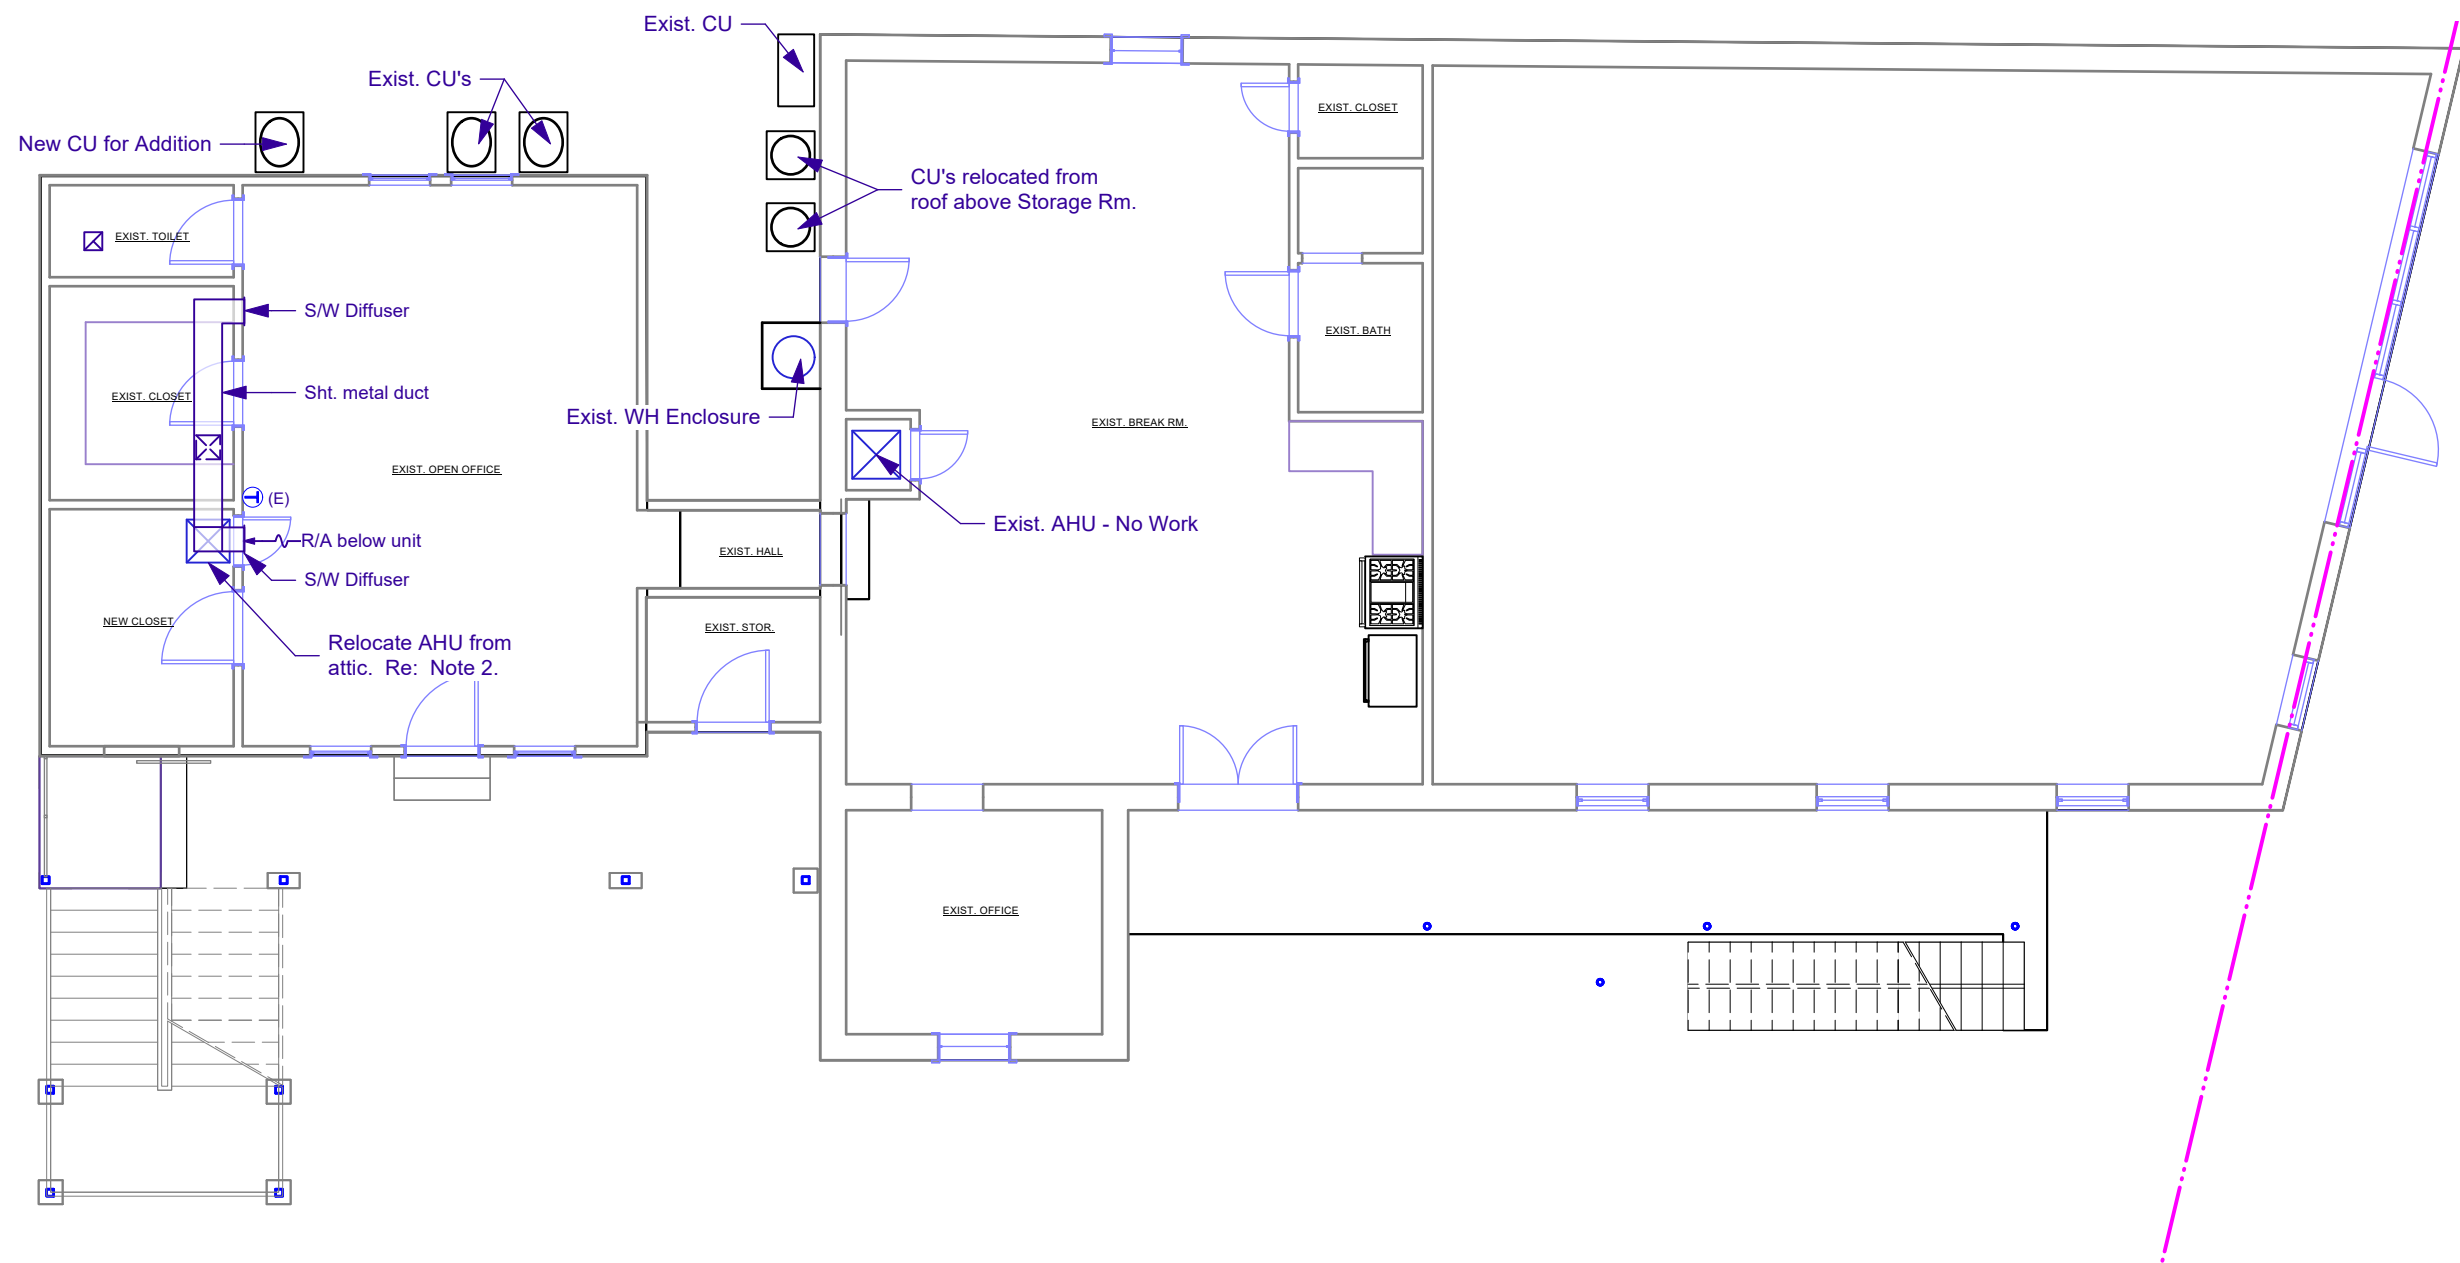 Exist. CU
Exist. CU's
New CU for Addition
EXIST. CLOSET
CU's relocated from
roof above Storage Rm.
EXIST. TOILET
S/W Diffuser
EXIST. BATH
EXIST. CLOSET
Sht. metal duct
Exist. WH Enclosure
EXIST. BREAK RM.
EXIST. OPEN OFFICE
(E)
Exist. AHU - No Work
R/A below unit
EXIST. HALL
S/W Diffuser
NEW CLOSET
EXIST. STOR.
Relocate AHU from
attic. Re: Note 2.
EXIST. OFFICE